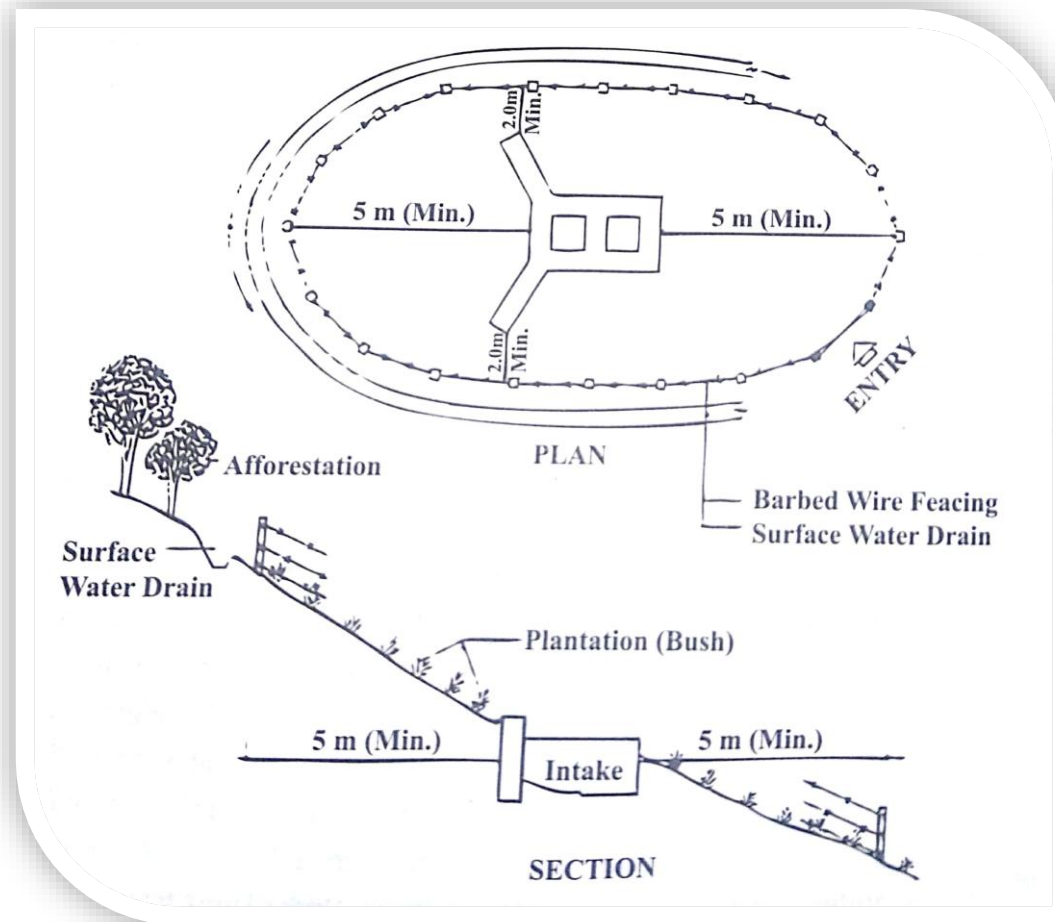 2.0m
Min.
5 m (Min.)
5 m (Min.)
2.0m
Min.
ENTRY
PLAN
Barbed Wire Feacing
Surface Water Drain
Afforestation
Surface
Water Drain
Plantation (Bush)
5 m (Min.)
5 m (Min.)
Intake
SECTION